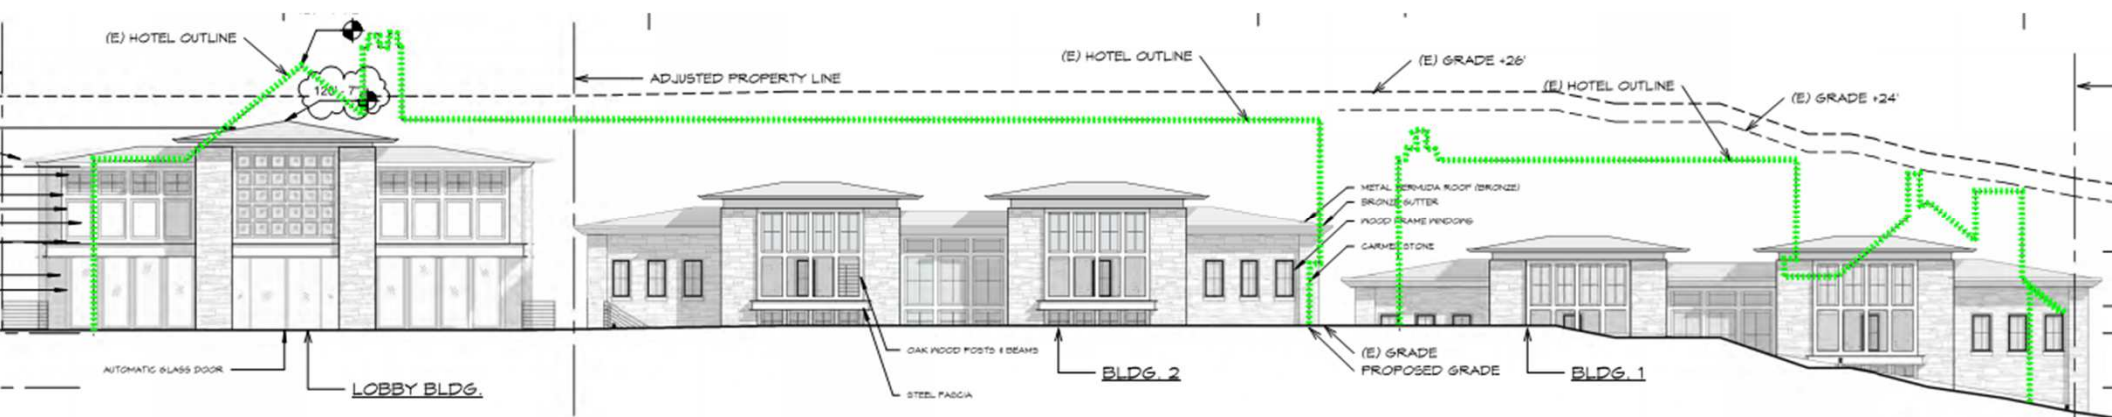 (E) HOTEL OUTLINE
ADJUSTED PROPERTY LINE
(E) HOTEL OUTLINE
(E) GRADE +26'
(E) HOTEL OUTLINE
(E) GRADE +24'
METAL BERMUDA ROOF (BRONZE)
BRONZE GUTTER
WOOD FRAME WINDOWS
CARMEL STONE
AUTOMATIC GLASS DOOR
LOBBY BLDG.
OAK WOOD POSTS & BEAMS
STEEL FASCIA
BLDG. 2
(E) GRADE
PROPOSED GRADE
BLDG. 1